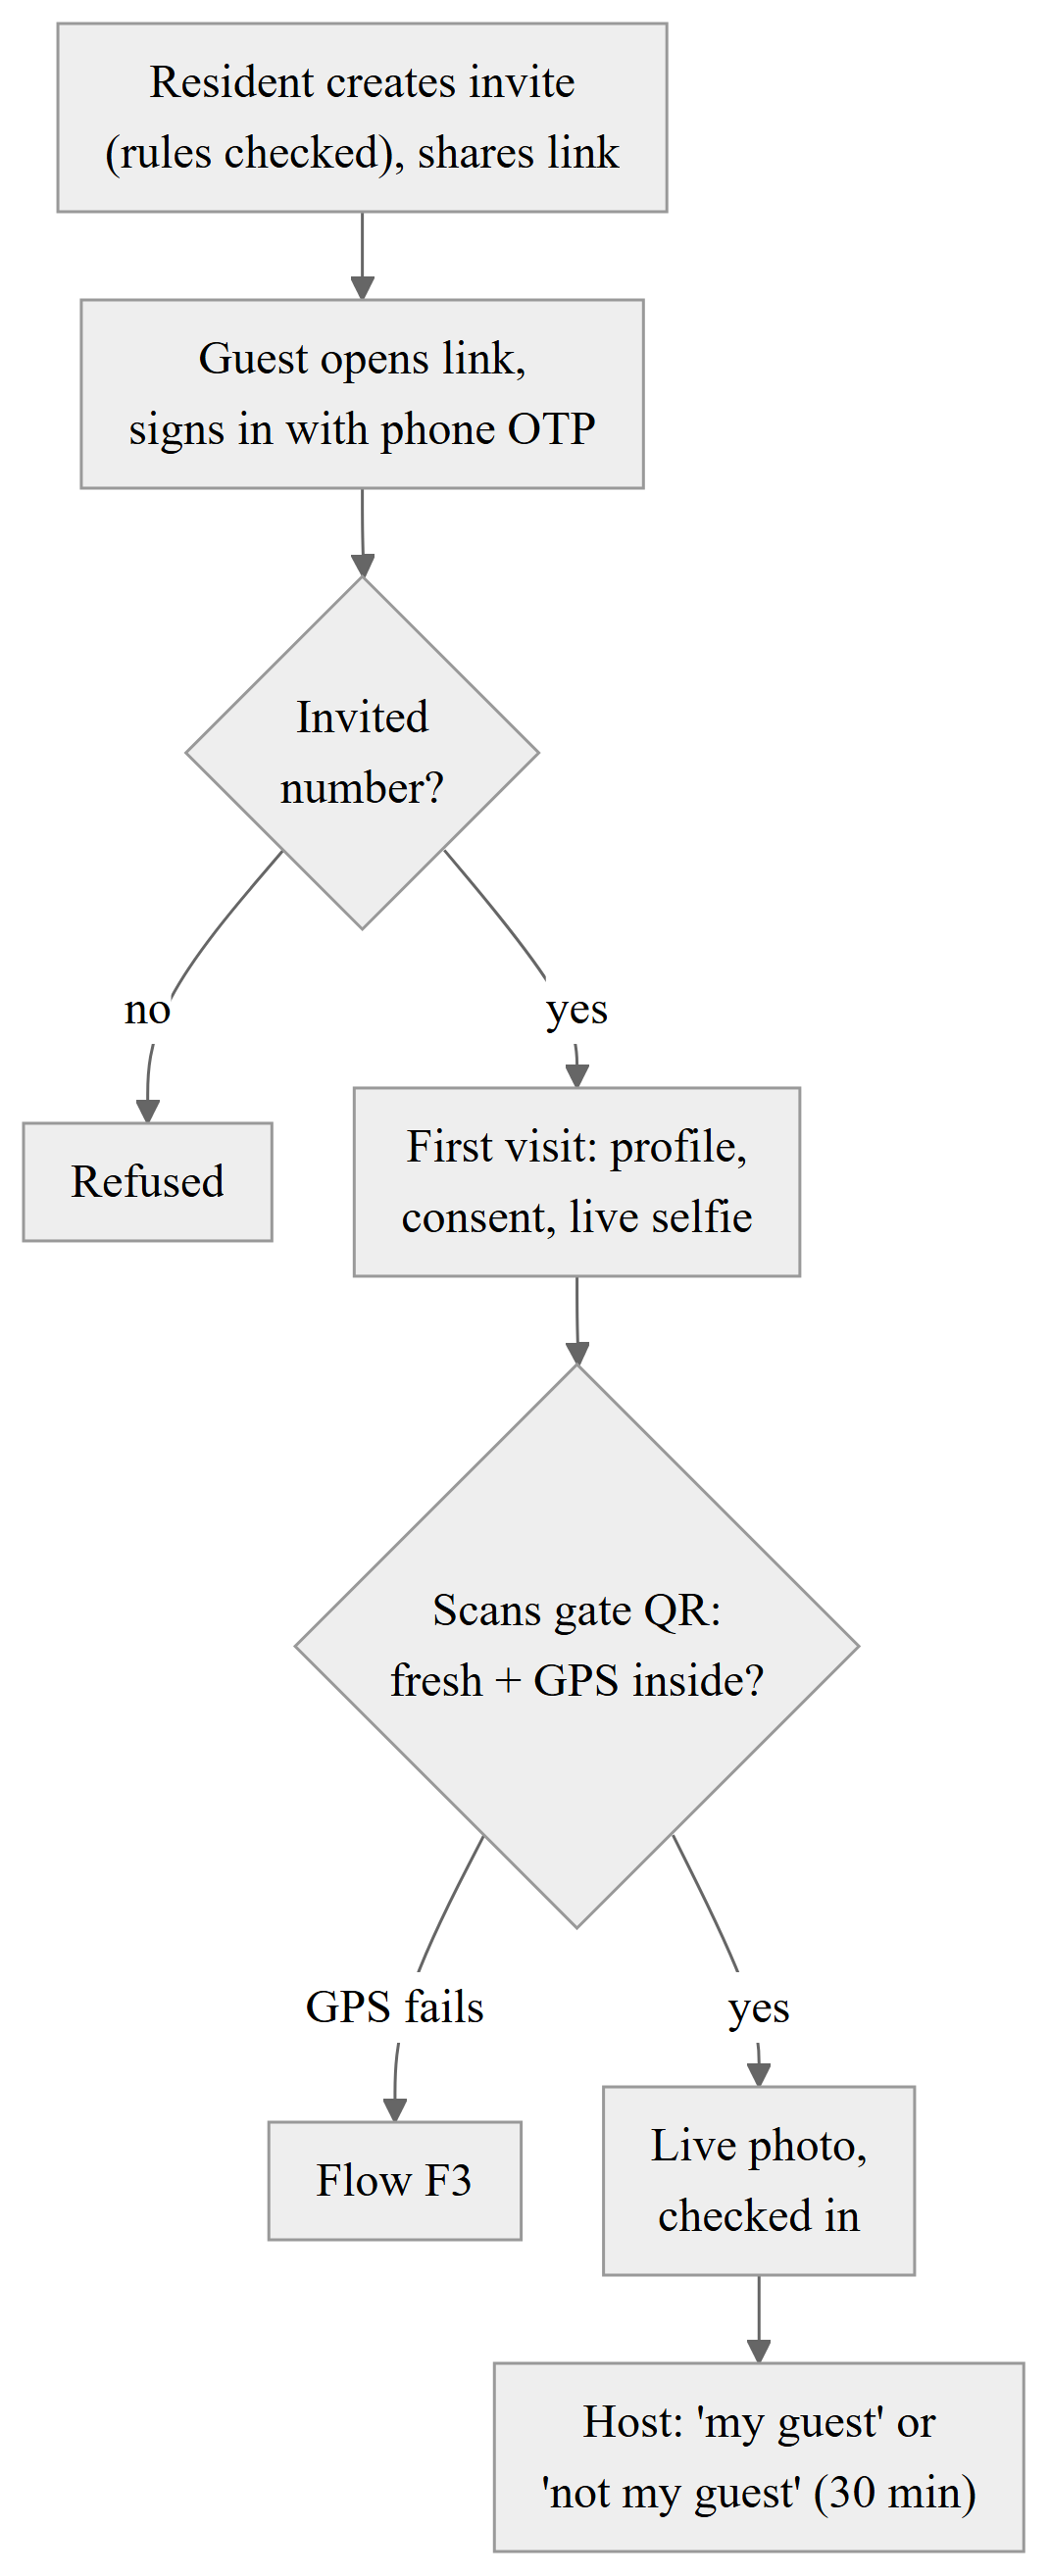 Resident creates invite
(rules checked), shares link
Guest opens link,
signs in with phone OTP
Invited
number?
no
yes
Refused
First visit: profile,
consent, live selfie
Scans gate QR:
fresh + GPS inside?
GPS fails
yes
Flow F3
Live photo,
checked in
Host: 'my guest' or
'not my guest' (30 min)